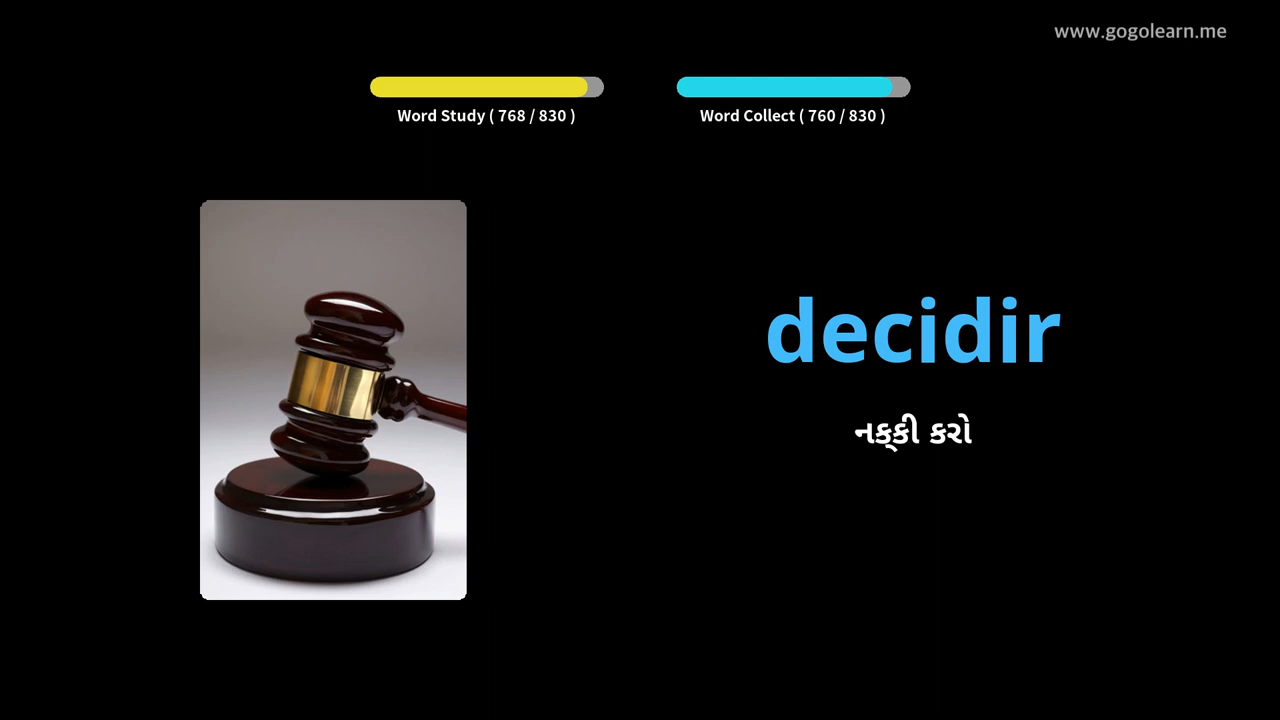 www.gogolearn.me
Word Study ( 768 / 830 )
Word Collect ( 760 / 830 )
decidir
નક્કી કરો